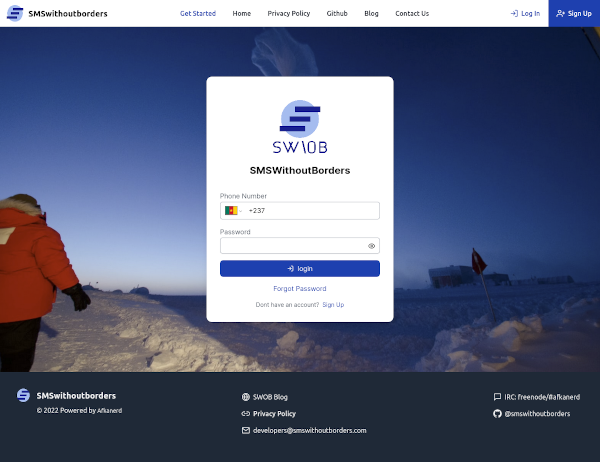 SMSwithoutborders
Get Started
Home
Privacy Policy
Github
Blog
Contact Us
Log In
Sign Up
SW\OB
SMSWithoutBorders
Phone Number
+237
Password
login
Forgot Password
Dont have an account? Sign Up
SMSwithoutborders
© 2022 Powered by Afkanerd
SWOB Blog
Privacy Policy
developers@smswithoutborders.com
IRC: freenode/#afkanerd
@smswithoutborders